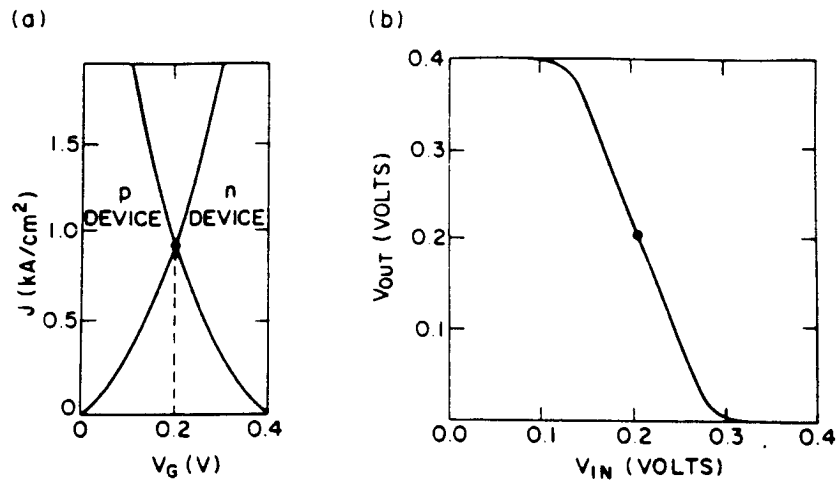 (a)
J (kA/cm²)
1.5
1.0
0.5
0
p
DEVICE
n
DEVICE
0 0.2 0.4
V_G (V)
(b)
V_OUT (VOLTS)
0.4
0.3
0.2
0.1
0.0 0.1 0.2 0.3 0.4
V_IN (VOLTS)